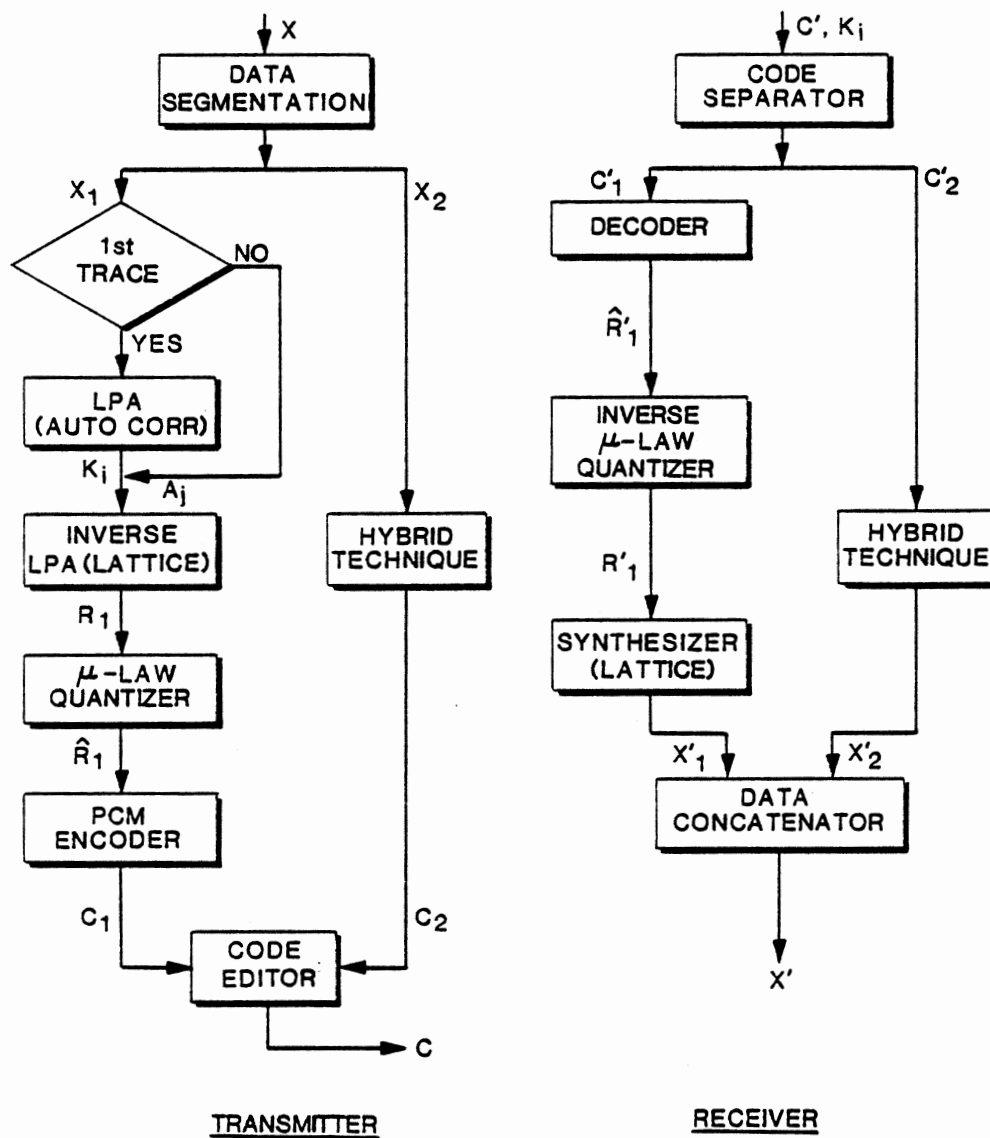 X
DATA
SEGMENTATION
X1
X2
1st
TRACE
NO
YES
LPA
(AUTO CORR)
Ki
Aj
INVERSE
LPA (LATTICE)
HYBRID
TECHNIQUE
R1
μ-LAW
QUANTIZER
R̂1
PCM
ENCODER
C1
C2
CODE
EDITOR
C
TRANSMITTER
C', Ki
CODE
SEPARATOR
C'1
C'2
DECODER
R̂'1
INVERSE
μ-LAW
QUANTIZER
HYBRID
TECHNIQUE
R'1
SYNTHESIZER
(LATTICE)
X'1
X'2
DATA
CONCATENATOR
X'
RECEIVER